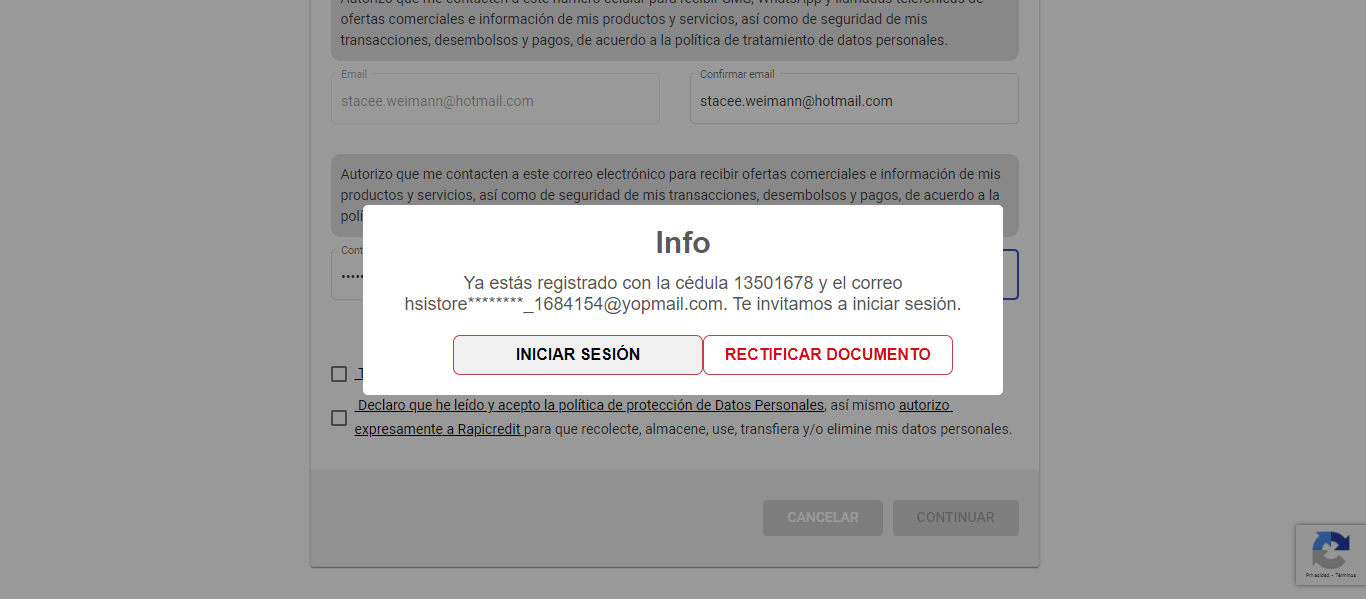 Autorizo que me contacten a este número celular para recibir SMS, WhatsApp y llamadas telefónicas de
ofertas comerciales e información de mis productos y servicios, así como de seguridad de mis
transacciones, desembolsos y pagos, de acuerdo a la política de tratamiento de datos personales.
Email
stacee.weimann@hotmail.com
Confirmar email
stacee.weimann@hotmail.com
Autorizo que me contacten a este correo electrónico para recibir ofertas comerciales e información de mis
productos y servicios, así como de seguridad de mis transacciones, desembolsos y pagos, de acuerdo a la
polí
Cont
Info
Ya estás registrado con la cédula 13501678 y el correo
hsistore********_1684154@yopmail.com. Te invitamos a iniciar sesión.
INICIAR SESIÓN
RECTIFICAR DOCUMENTO
Declaro que he leído y acepto la política de protección de Datos Personales, así mismo autorizo
expresamente a Rapicredit para que recolecte, almacene, use, transfiera y/o elimine mis datos personales.
CANCELAR
CONTINUAR
Privacidad - Términos